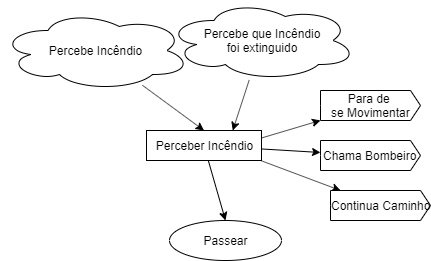 Percebe Incêndio
Percebe que Incêndio
foi extinguido
Perceber Incêndio
Para de
se Movimentar
Chama Bombeiro
Continua Caminho
Passear